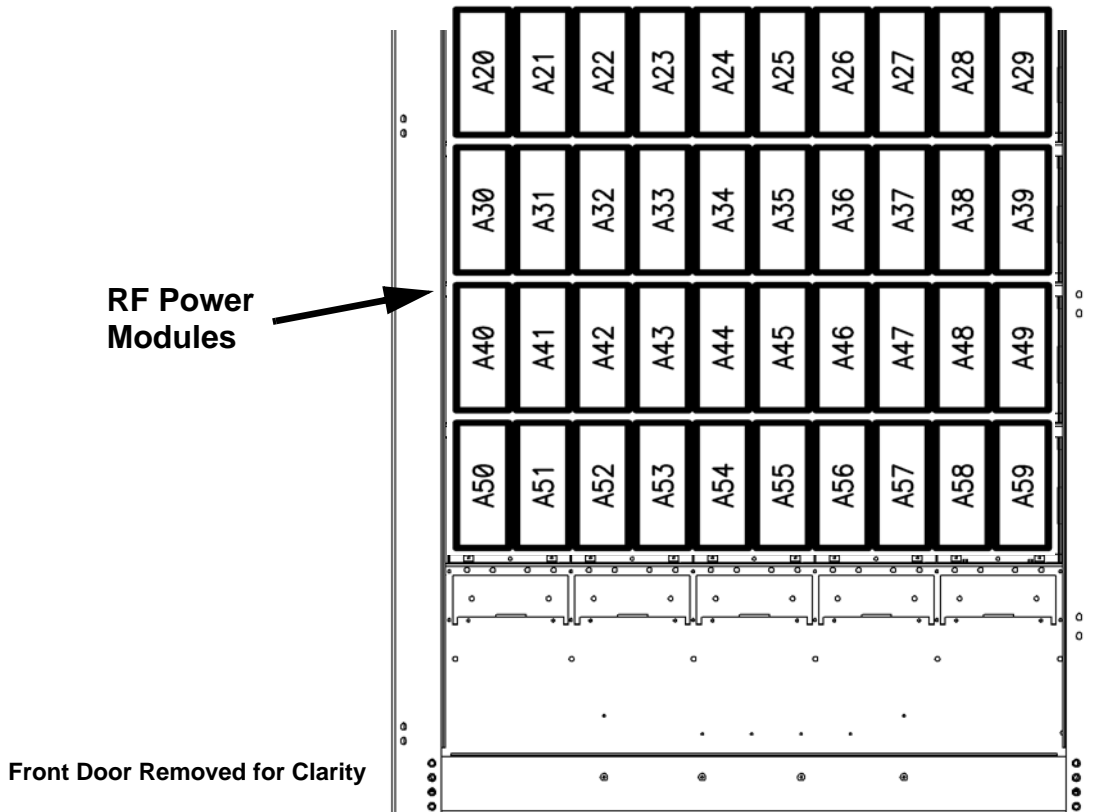 A20 A21 A22 A23 A24 A25 A26 A27 A28 A29
A30 A31 A32 A33 A34 A35 A36 A37 A38 A39
RF Power
Modules
A40 A41 A42 A43 A44 A45 A46 A47 A48 A49
A50 A51 A52 A53 A54 A55 A56 A57 A58 A59
Front Door Removed for Clarity